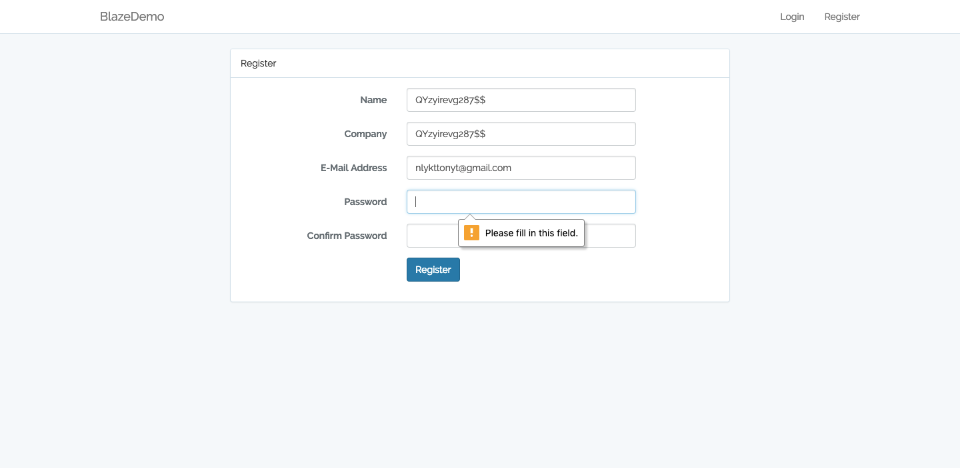 BlazeDemo
Login Register
Register
Name QYzyirevg287$$
Company QYzyirevg287$$
E-Mail Address nlykttonyt@gmail.com
Password
Please fill in this field.
Confirm Password
Register